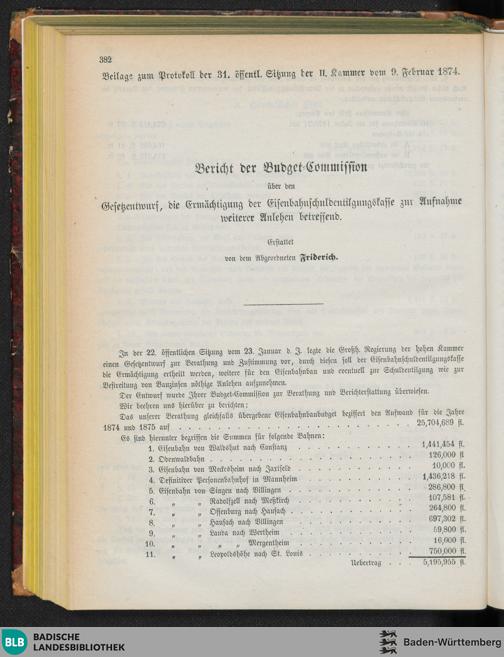 382
Beilage zum Protokoll der 31. öffentl. Sitzung der II. Kammer vom 9. Februar 1874.
Bericht der Budget-Commission
über den
Gesetzentwurf, die Ermächtigung der Eisenbahnschuldentilgungskasse zur Aufnahme
weiterer Anlehen betreffend.
Erstattet
von dem Abgeordneten Friderich.
In der 22. öffentlichen Sitzung vom 23. Januar d. J. legte die Großh. Regierung der hohen Kammer
einen Gesetzentwurf zur Berathung und Zustimmung vor, durch diesen soll der Eisenbahnschuldentilgungskasse
die Ermächtigung ertheilt werden, weitere für den Eisenbahnbau und eventuell zur Schuldentilgung wie zur
Bestreitung von Bauzinsen nöthige Anlehen aufzunehmen.
Der Entwurf wurde Ihrer Budget-Commission zur Berathung und Berichterstattung überwiesen.
Wir beehren uns hierüber zu berichten:
Das unserer Berathung gleichfalls übergebene Eisenbahnbaubudget beziffert den Aufwand für die Jahre
1874 und 1875 auf . . . . . 25,704,689 fl.
Es sind hierunter begriffen die Summen für folgende Bahnen:
1. Eisenbahn von Waldshut nach Constanz . . . . . 1,441,454 fl.
2. Odenwaldbahn . . . . . 126,000 fl
3. Eisenbahn von Meckesheim nach Jaxtfeld . . . . . 10,000 fl.
4. Definitiver Personenbahnhof in Mannheim . . . . . 1,436,218 fl.
5. Eisenbahn von Singen nach Villingen . . . . . 286,800 fl.
6. „ „ Radolfzell nach Meßkirch . . . . . 107,581 fl.
7. „ „ Offenburg nach Hausach . . . . . 264,800 fl.
8. „ „ Hausach nach Villingen . . . . . 697,302 fl.
9. „ „ Lauda nach Wertheim . . . . . 59,800 fl.
10. „ „ „ „ Mergentheim . . . . . 16,000 fl.
11. „ „ Leopoldshöhe nach St. Louis . . . . . 750,000 fl.
Uebertrag . . . 5,195,955 fl.
BLB
BADISCHE
LANDESBIBLIOTHEK
Baden-Württemberg